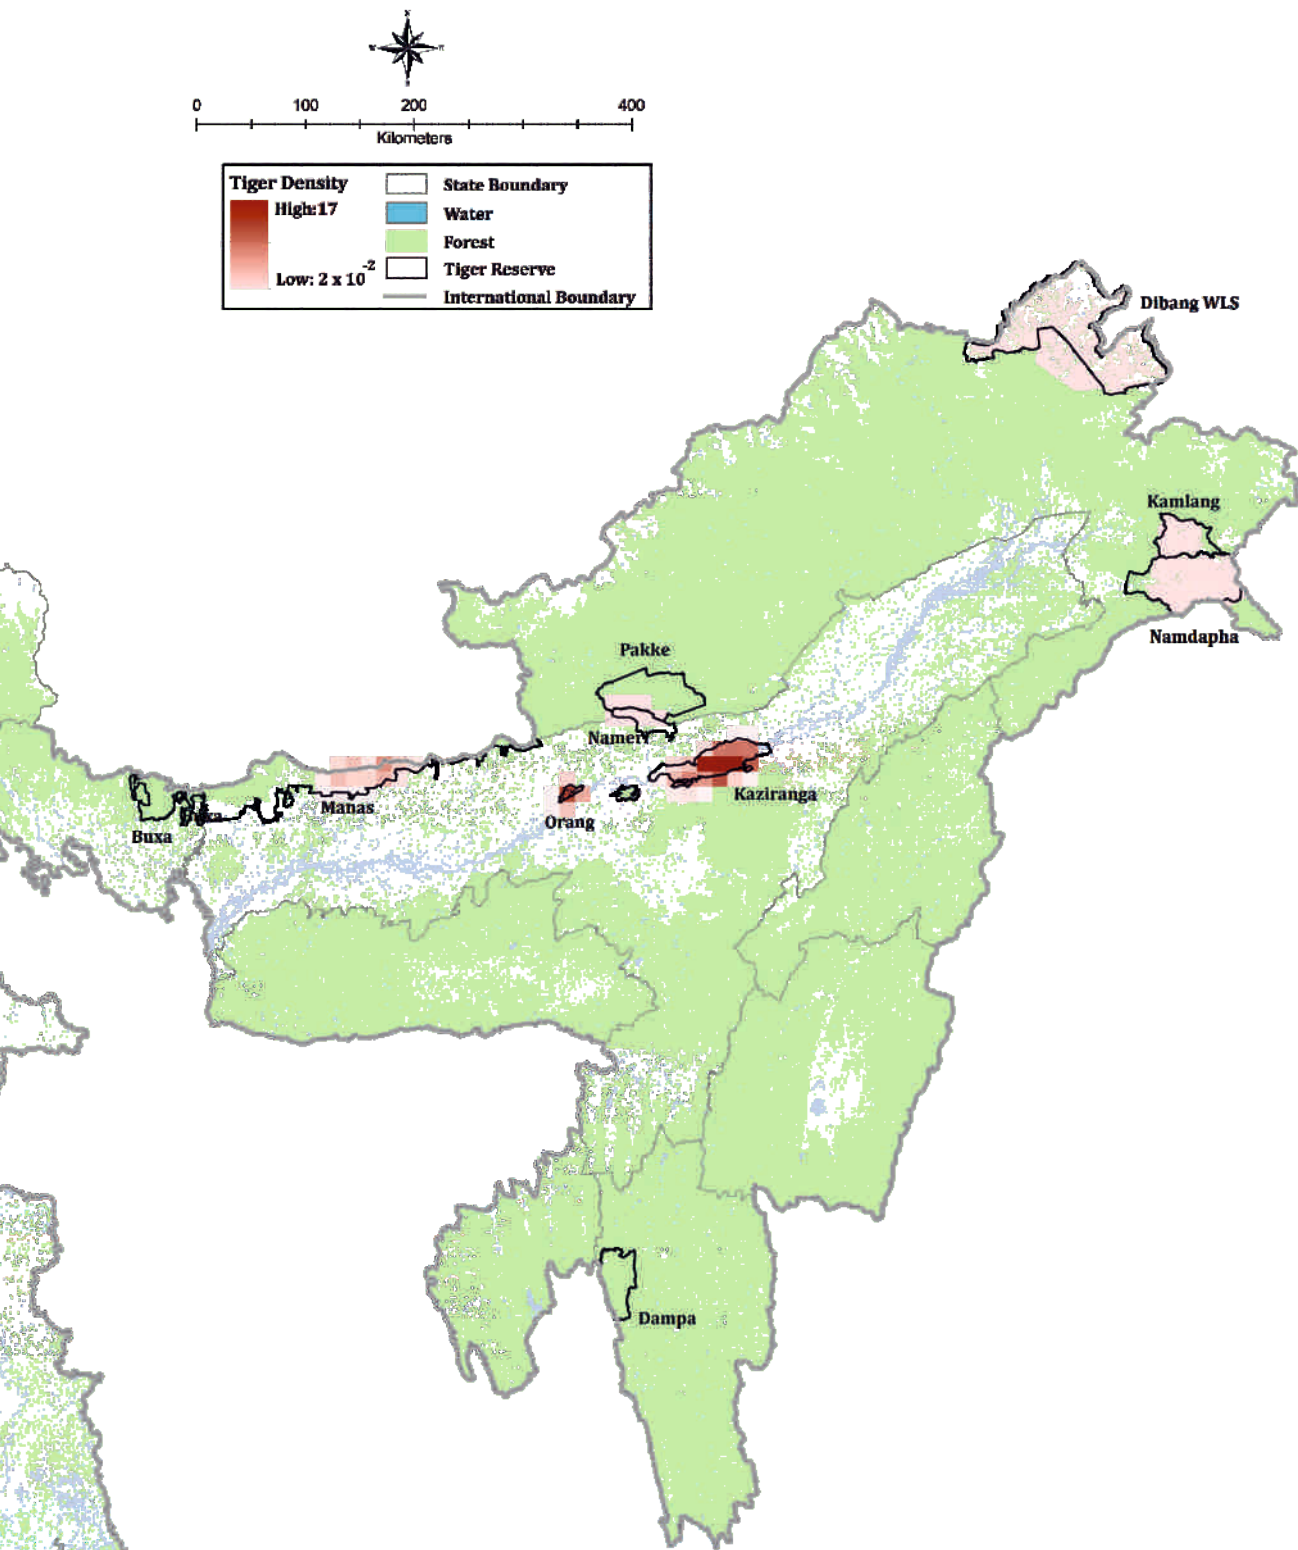 0 100 200 400
Kilometers
Tiger Density
High:17
Low: 2 x 10-2
State Boundary
Water
Forest
Tiger Reserve
International Boundary
Dibang WLS
Kamlang
Namdapha
Pakke
Nameri
Kaziranga
Orang
Manas
Buxa
Dampa